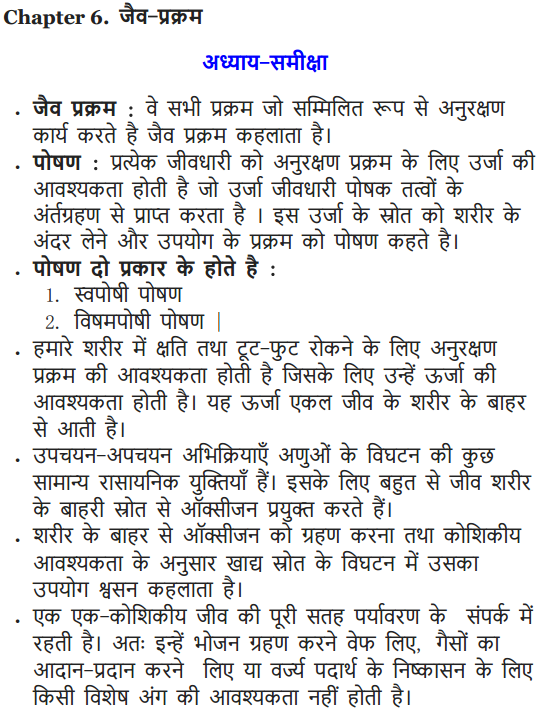 Chapter 6. जैव-प्रक्रम
अध्याय-समीक्षा
• जैव प्रक्रम : वे सभी प्रक्रम जो सम्मिलित रूप से अनुरक्षण
कार्य करते है जैव प्रक्रम कहलाता है।
• पोषण : प्रत्येक जीवधारी को अनुरक्षण प्रक्रम के लिए उर्जा की
आवश्यकता होती है जो उर्जा जीवधारी पोषक तत्वों के
अंर्तग्रहण से प्राप्त करता है । इस उर्जा के स्रोत को शरीर के
अंदर लेने और उपयोग के प्रक्रम को पोषण कहते है।
• पोषण दो प्रकार के होते है :
1. स्वपोषी पोषण
2. विषमपोषी पोषण |
• हमारे शरीर में क्षति तथा टूट-फुट रोकने के लिए अनुरक्षण
प्रक्रम की आवश्यकता होती है जिसके लिए उन्हें ऊर्जा की
आवश्यकता होती है। यह ऊर्जा एकल जीव के शरीर के बाहर
से आती है।
• उपचयन-अपचयन अभिक्रियाएँ अणुओं के विघटन की कुछ
सामान्य रासायनिक युक्तियाँ हैं। इसके लिए बहुत से जीव शरीर
के बाहरी स्रोत से ऑक्सीजन प्रयुक्त करते हैं।
• शरीर के बाहर से ऑक्सीजन को ग्रहण करना तथा कोशिकीय
आवश्यकता के अनुसार खाद्य स्रोत के विघटन में उसका
उपयोग श्वसन कहलाता है।
• एक एक-कोशिकीय जीव की पूरी सतह पर्यावरण के संपर्क में
रहती है। अतः इन्हें भोजन ग्रहण करने वेफ लिए, गैसों का
आदान-प्रदान करने लिए या वर्ज्य पदार्थ के निष्कासन के लिए
किसी विशेष अंग की आवश्यकता नहीं होती है।